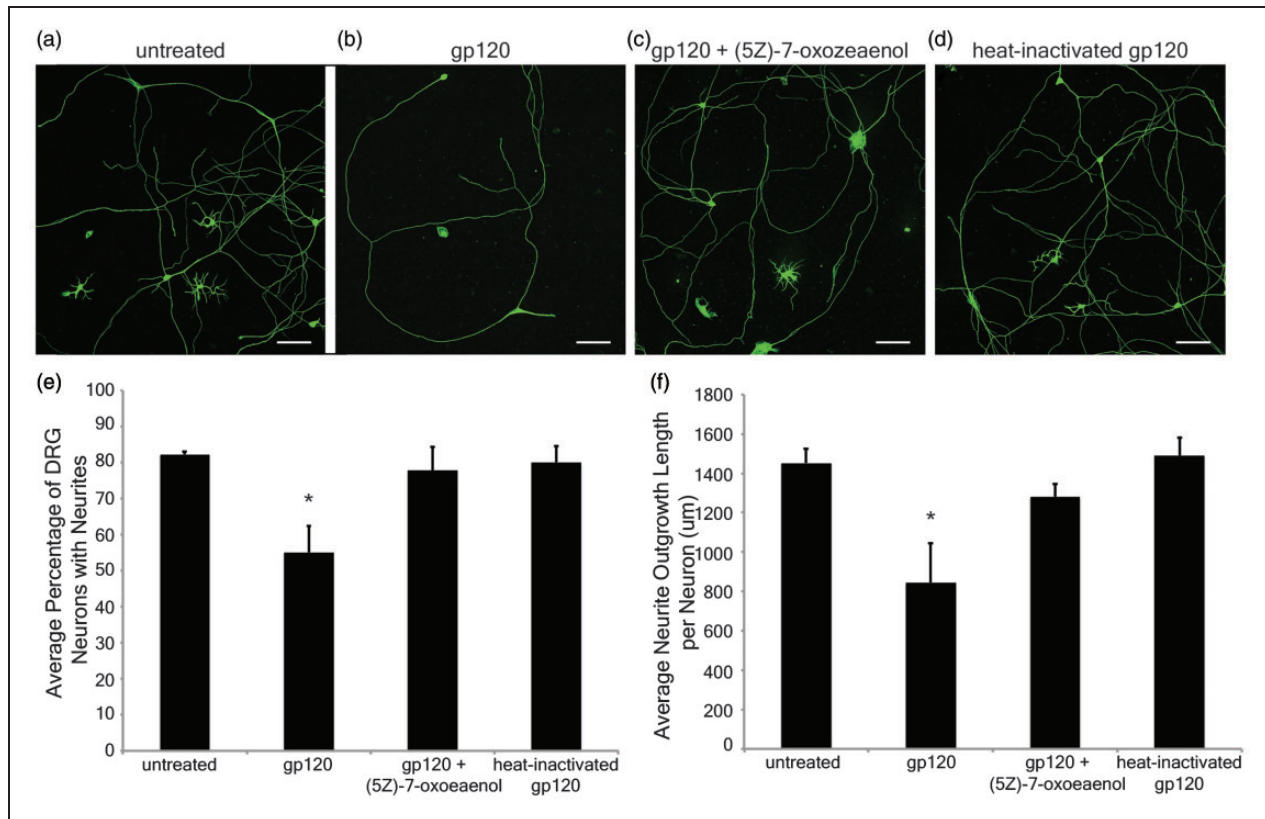 (a)
untreated
(b)
gp120
(c)
gp120 + (5Z)-7-oxozeaenol
(d)
heat-inactivated gp120
(e)
Average Percentage of DRG
Neurons with Neurites
100
90
80
70
60
50
40
30
20
10
0
*
untreated
gp120
gp120 +
(5Z)-7-oxoeaenol
heat-inactivated
gp120
(f)
Average Neurite Outgrowth Length
per Neuron (um)
1800
1600
1400
1200
1000
800
600
400
200
0
*
untreated
gp120
gp120 +
(5Z)-7-oxoeaenol
heat-inactivated
gp120